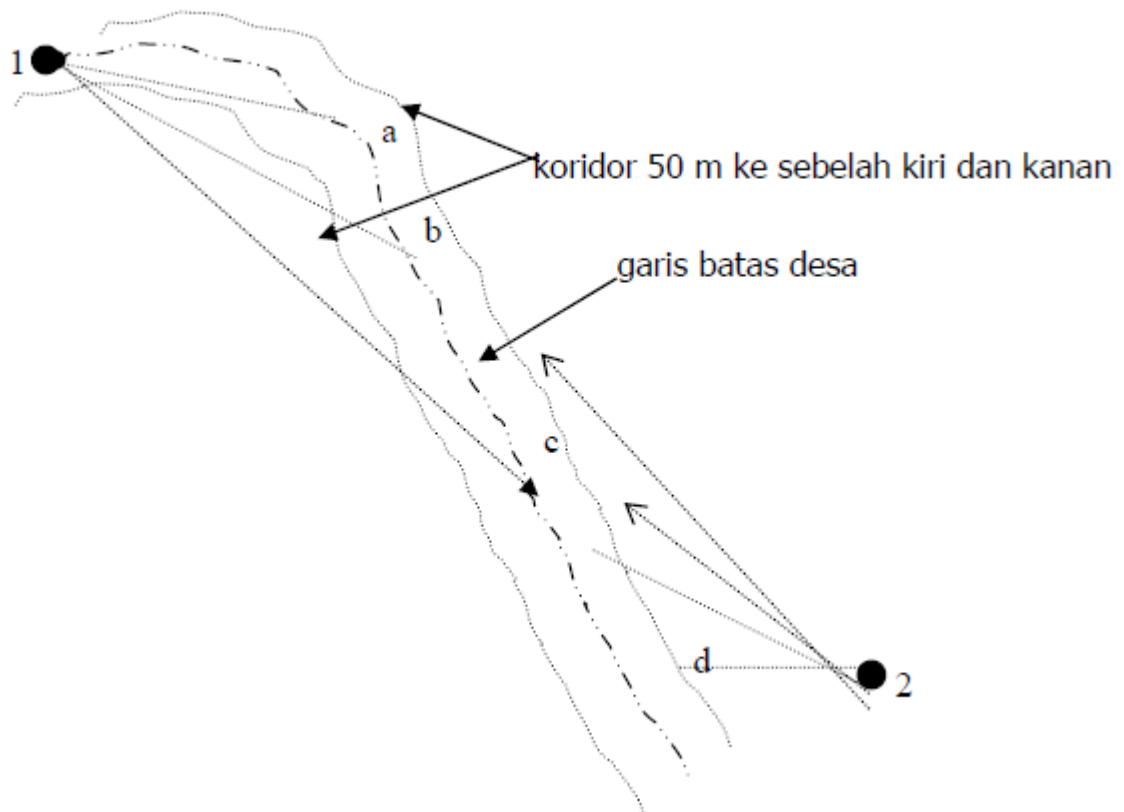 1
a
koridor 50 m ke sebelah kiri dan kanan
b
garis batas desa
c
d
2